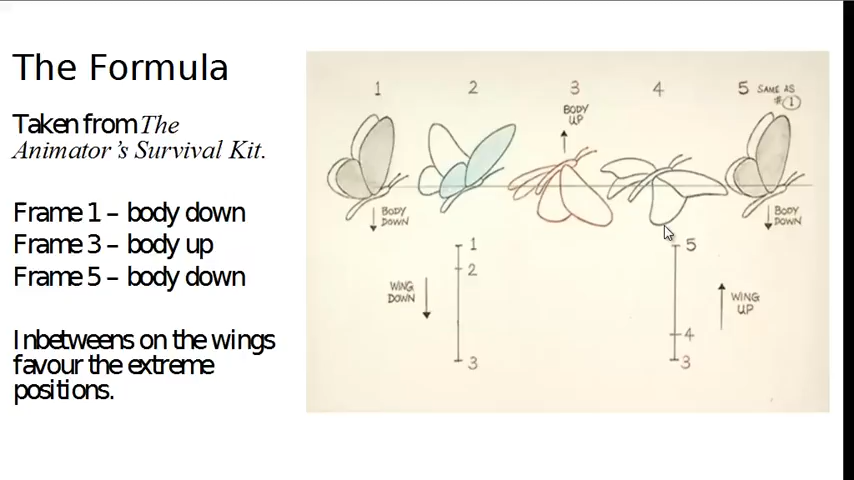 The Formula
Taken from The
Animator's Survival Kit.
Frame 1 – body down
Frame 3 – body up
Frame 5 – body down
Inbetweens on the wings
favour the extreme
positions.
1 2 3 4 5 SAME AS
#1
BODY
UP
BODY
DOWN
BODY
DOWN
1
2
3
WING
DOWN
5
4
3
WING
UP